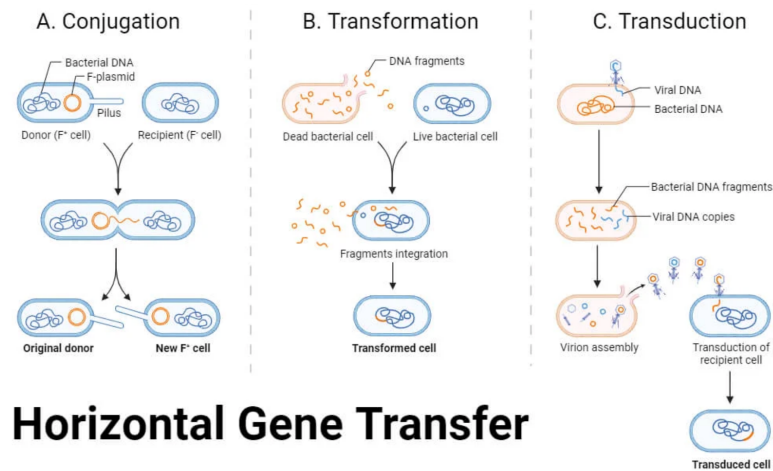 A. Conjugation
Bacterial DNA
F-plasmid
Pilus
Donor (F⁺ cell)
Recipient (F⁻ cell)
Original donor
New F⁺ cell
B. Transformation
DNA fragments
Dead bacterial cell
Live bacterial cell
Fragments integration
Transformed cell
C. Transduction
Viral DNA
Bacterial DNA
Bacterial DNA fragments
Viral DNA copies
Virion assembly
Transduction of
recipient cell
Transduced cell
Horizontal Gene Transfer